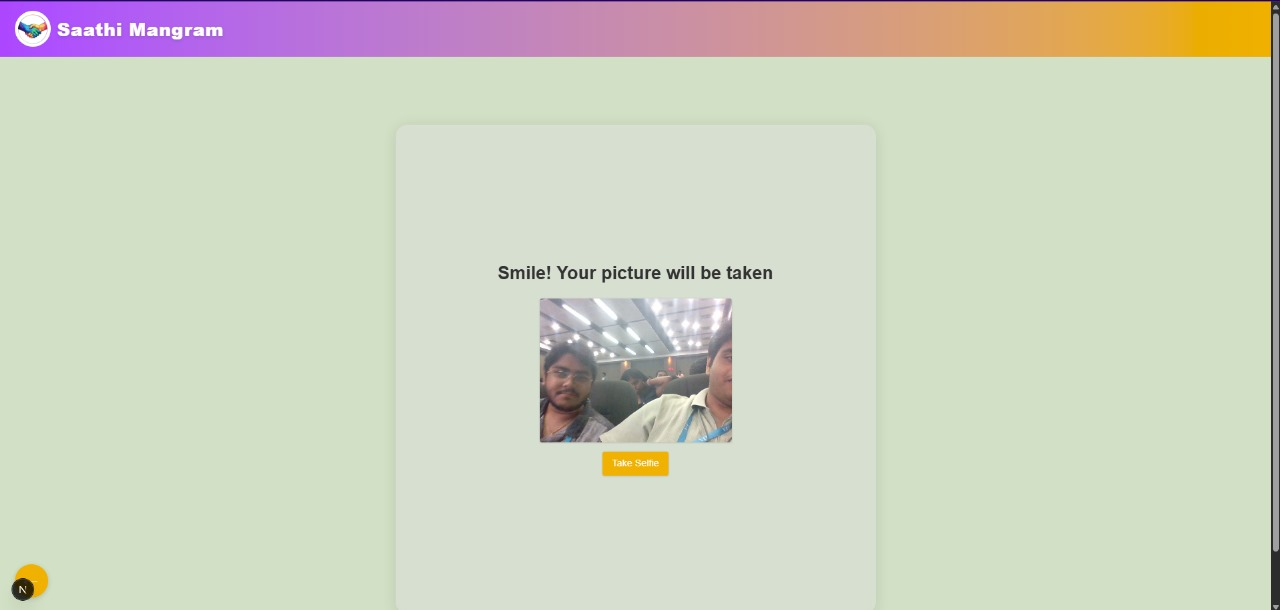 Saathi Mangram
Smile! Your picture will be taken
Take Selfie
N